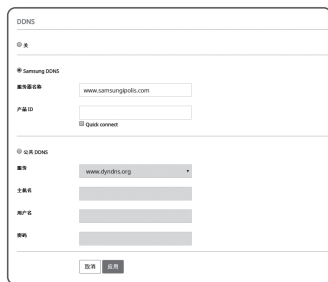 DDNS
关
Samsung DDNS
服务器名称
www.samsungipolis.com
产品 ID
Quick connect
公共 DDNS
服务
www.dyndns.org
主机名
用户名
密码
取消
应用